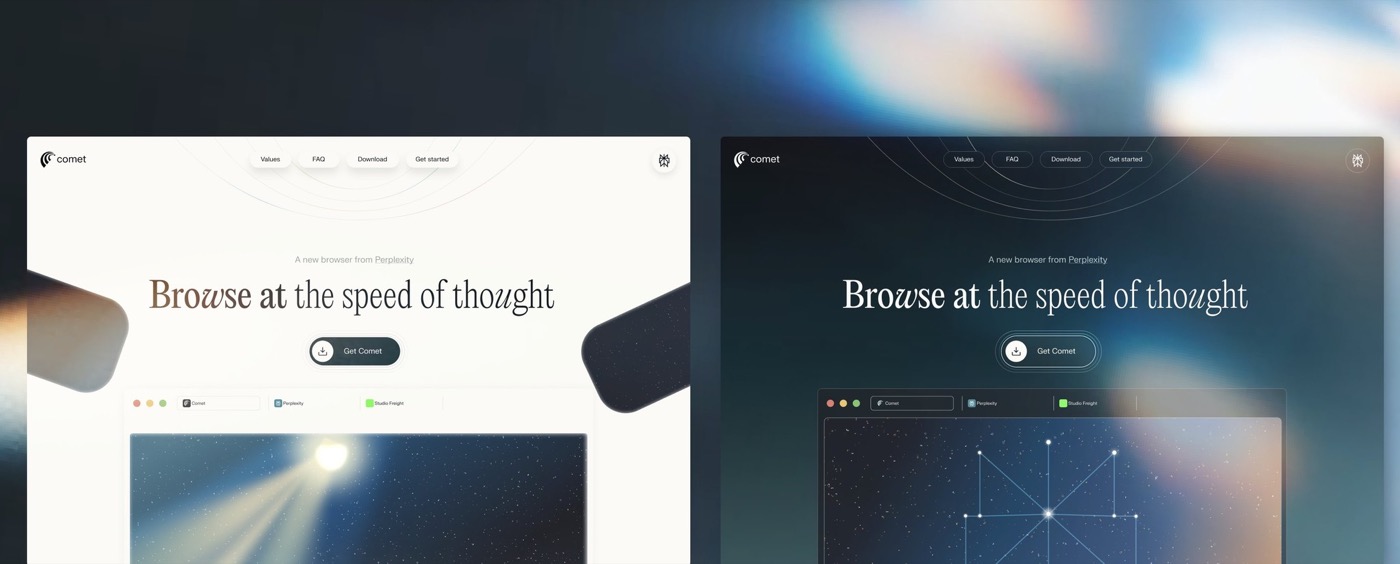 comet
Values FAQ Download Get started
A new browser from Perplexity
Browse at the speed of thought
Get Comet
Comet Perplexity Studio Freight
comet
Values FAQ Download Get started
A new browser from Perplexity
Browse at the speed of thought
Get Comet
Comet Perplexity Studio Freight